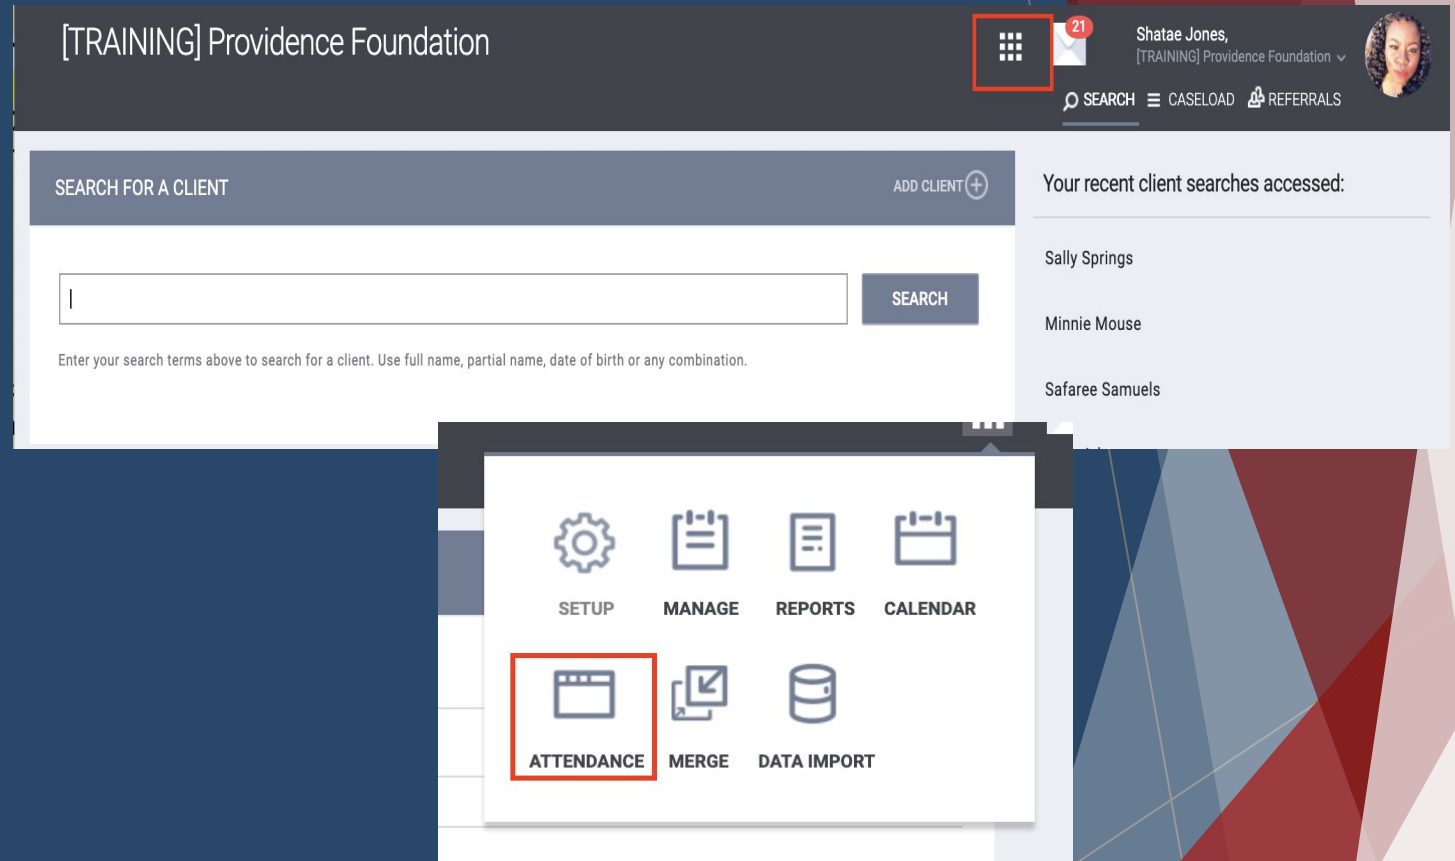 [TRAINING] Providence Foundation
21
Shatae Jones,
[TRAINING] Providence Foundation
SEARCH
CASELOAD
REFERRALS
SEARCH FOR A CLIENT
ADD CLIENT
SEARCH
Enter your search terms above to search for a client. Use full name, partial name, date of birth or any combination.
Your recent client searches accessed:
Sally Springs
Minnie Mouse
Safaree Samuels
SETUP
MANAGE
REPORTS
CALENDAR
ATTENDANCE
MERGE
DATA IMPORT